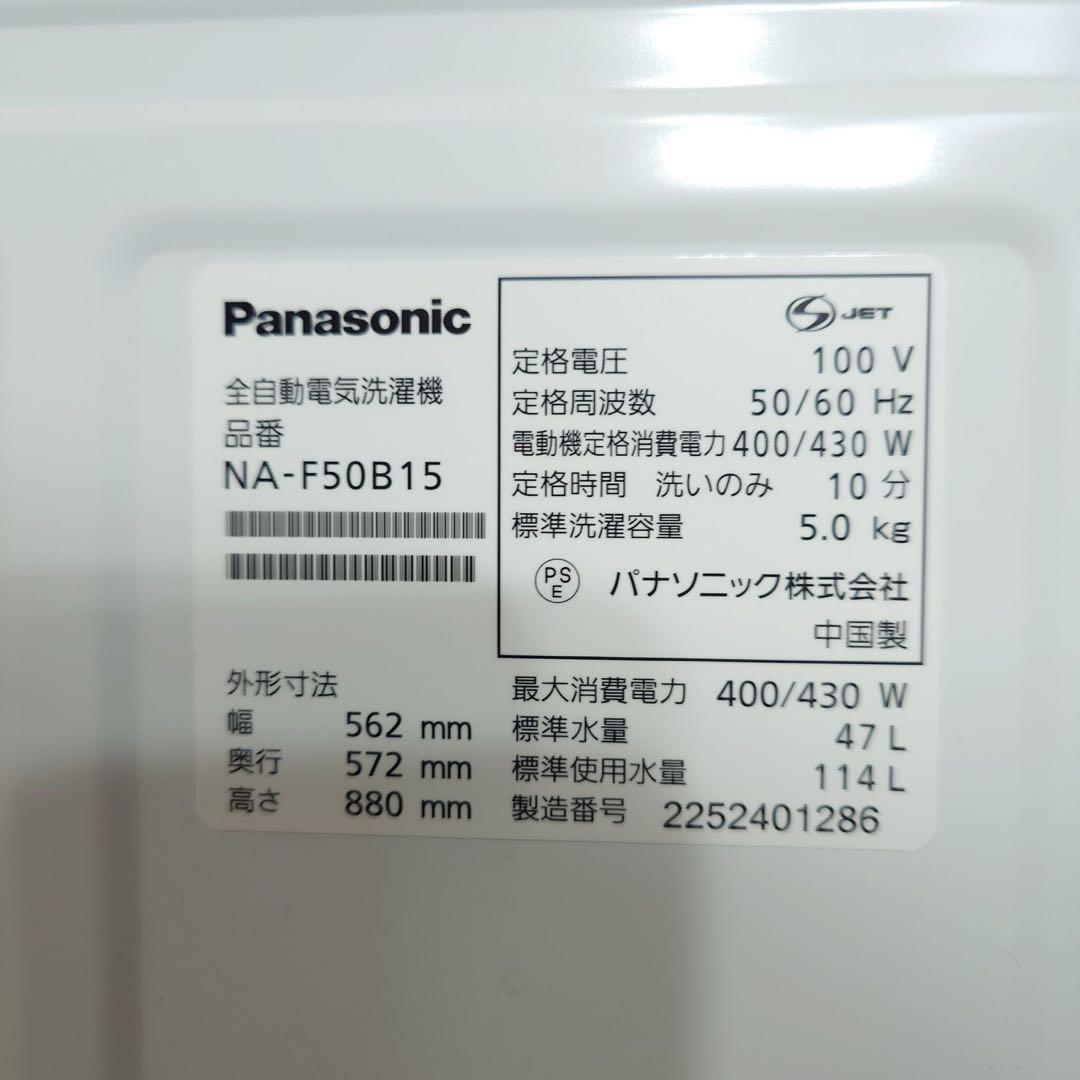 Panasonic
全自動電気洗濯機
品番
NA-F50B15
外形寸法
幅 562 mm
奥行 572 mm
高さ 880 mm
S JET
定格電圧 100 V
定格周波数 50/60 Hz
電動機定格消費電力 400/430 W
定格時間 洗いのみ 10 分
標準洗濯容量 5.0 kg
PS E パナソニック株式会社
中国製
最大消費電力 400/430 W
標準水量 47 L
標準使用水量 114 L
製造番号 2252401286